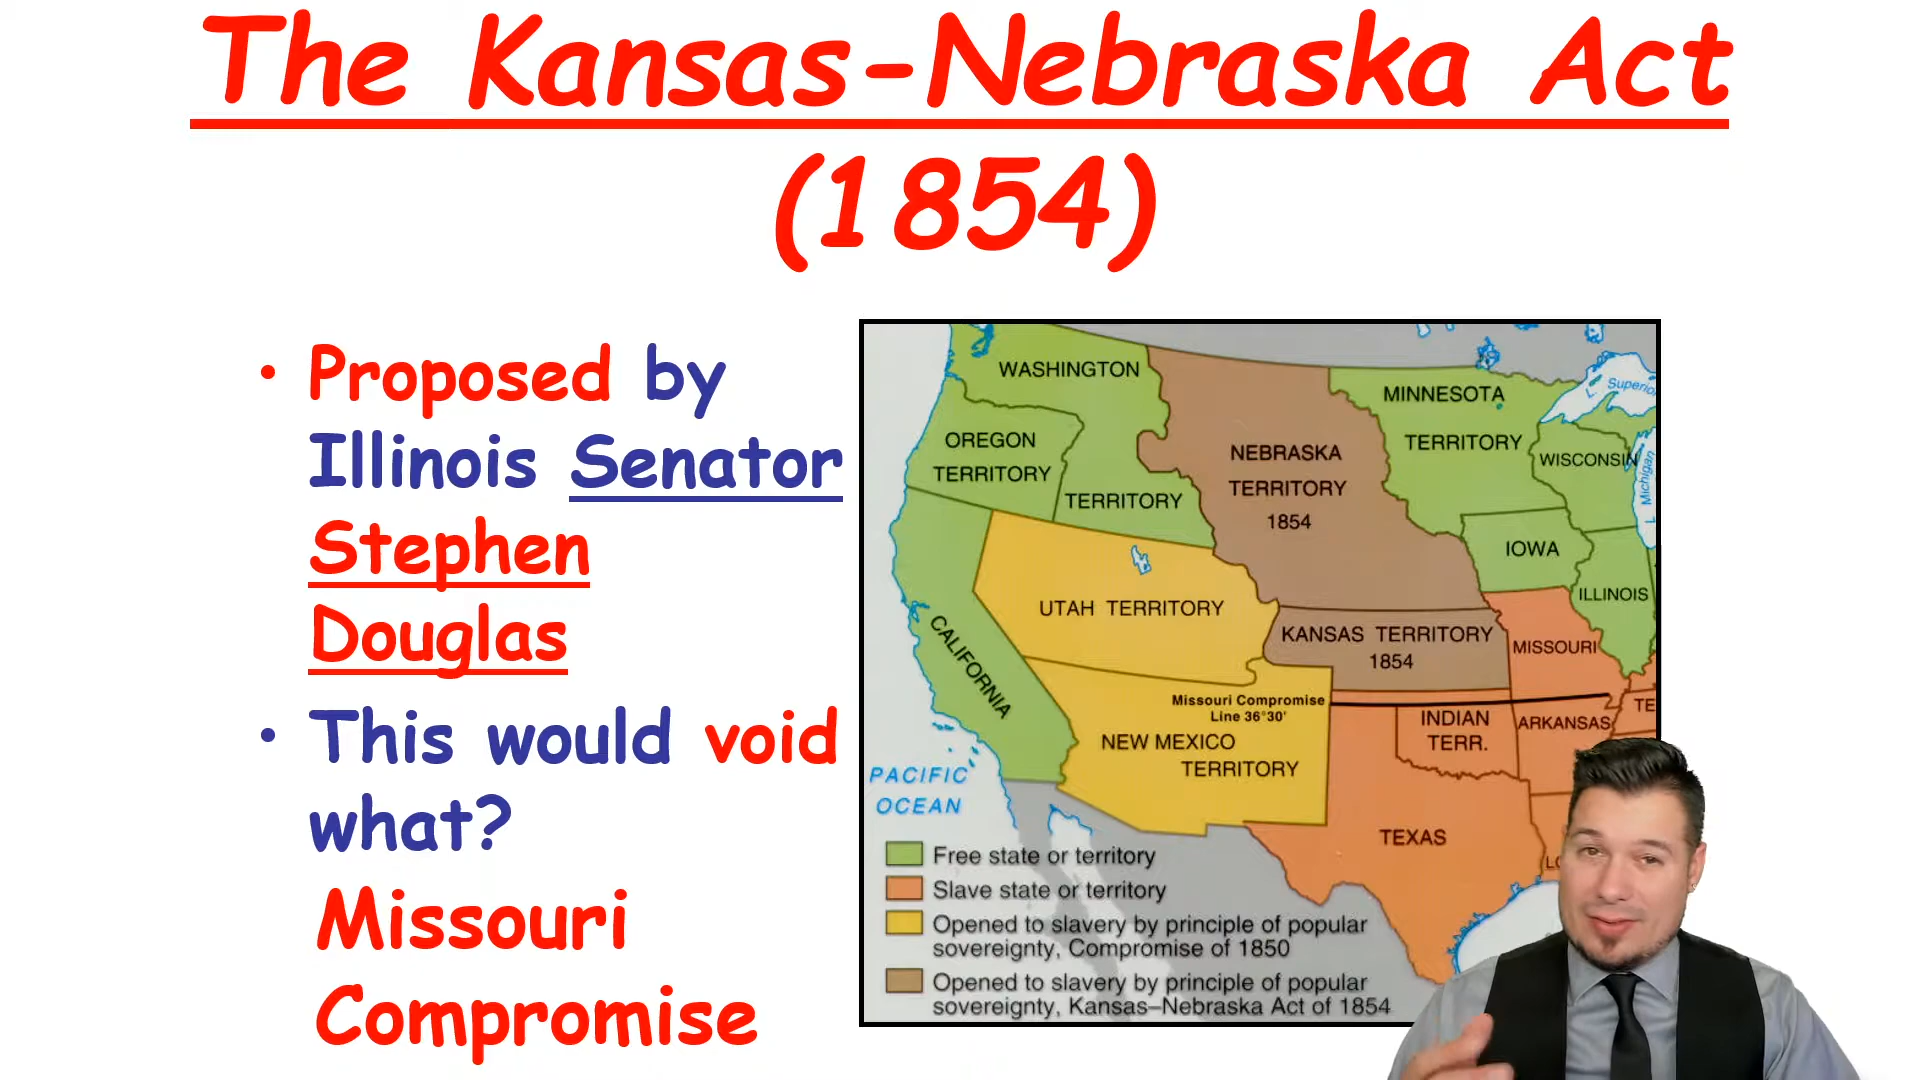 The Kansas-Nebraska Act
(1854)
• Proposed by
Illinois Senator
Stephen
Douglas
• This would void
what?
Missouri
Compromise
WASHINGTON
TERRITORY
OREGON
TERRITORY
CALIFORNIA
UTAH TERRITORY
NEBRASKA
TERRITORY
1854
MINNESOTA
TERRITORY
Superio
WISCONSIN
L. Michigan
IOWA
ILLINOIS
KANSAS TERRITORY
1854
MISSOURI
Missouri Compromise
Line 36°30'
NEW MEXICO
TERRITORY
INDIAN
TERR.
ARKANSAS
TE
TEXAS
PACIFIC
OCEAN
Free state or territory
Slave state or territory
Opened to slavery by principle of popular
sovereignty, Compromise of 1850
Opened to slavery by principle of popular
sovereignty, Kansas–Nebraska Act of 1854